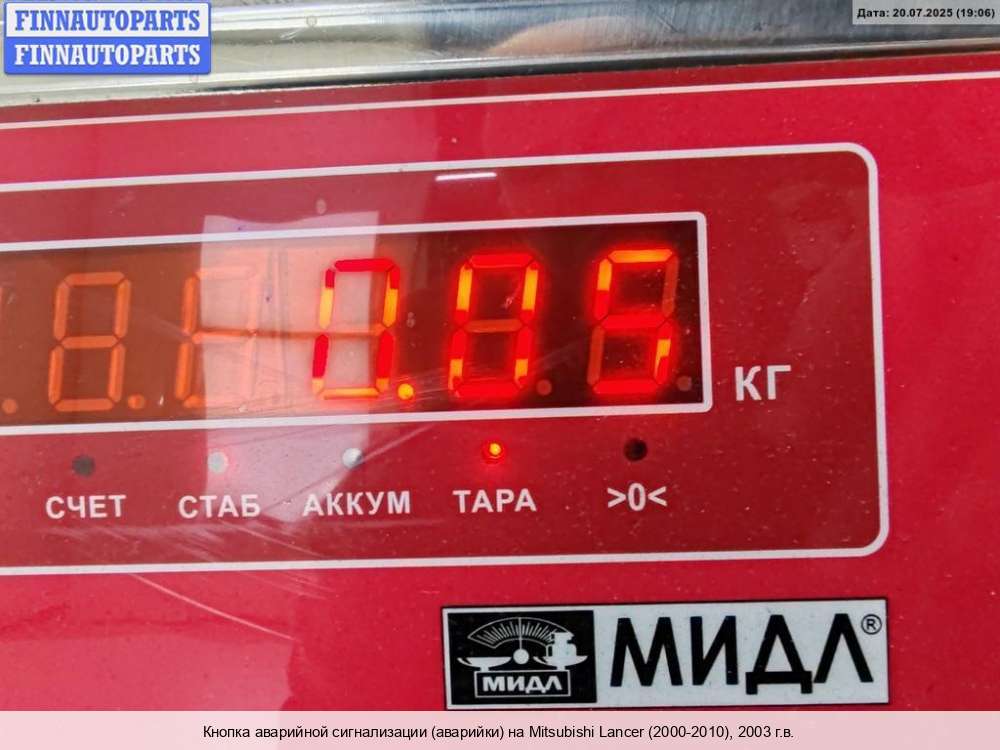 FINNAUTOPARTS
FINNAUTOPARTS
Дата: 20.07.2025 (19:06)
0.05
КГ
СЧЕТ СТАБ АККУМ ТАРА >0<
МИДЛ МИДЛ®
Кнопка аварийной сигнализации (аварийки) на Mitsubishi Lancer (2000-2010), 2003 г.в.